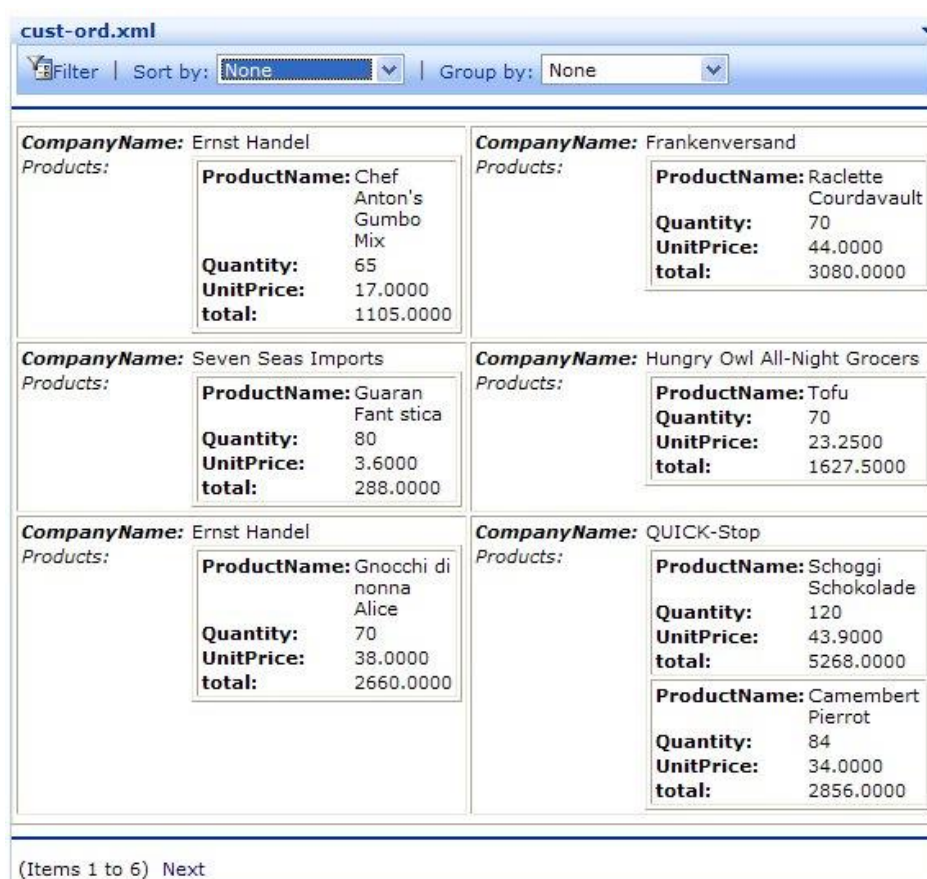 cust-ord.xml
Filter | Sort by: None | Group by: None
CompanyName: Ernst Handel
Products:
ProductName: Chef
Anton's
Gumbo
Mix
Quantity: 65
UnitPrice: 17.0000
total: 1105.0000
CompanyName: Frankenversand
Products:
ProductName: Raclette
Courdavault
Quantity: 70
UnitPrice: 44.0000
total: 3080.0000
CompanyName: Seven Seas Imports
Products:
ProductName: Guaran
Fant stica
Quantity: 80
UnitPrice: 3.6000
total: 288.0000
CompanyName: Hungry Owl All-Night Grocers
Products:
ProductName: Tofu
Quantity: 70
UnitPrice: 23.2500
total: 1627.5000
CompanyName: Ernst Handel
Products:
ProductName: Gnocchi di
nonna
Alice
Quantity: 70
UnitPrice: 38.0000
total: 2660.0000
CompanyName: QUICK-Stop
Products:
ProductName: Schoggi
Schokolade
Quantity: 120
UnitPrice: 43.9000
total: 5268.0000
ProductName: Camembert
Pierrot
Quantity: 84
UnitPrice: 34.0000
total: 2856.0000
(Items 1 to 6) Next